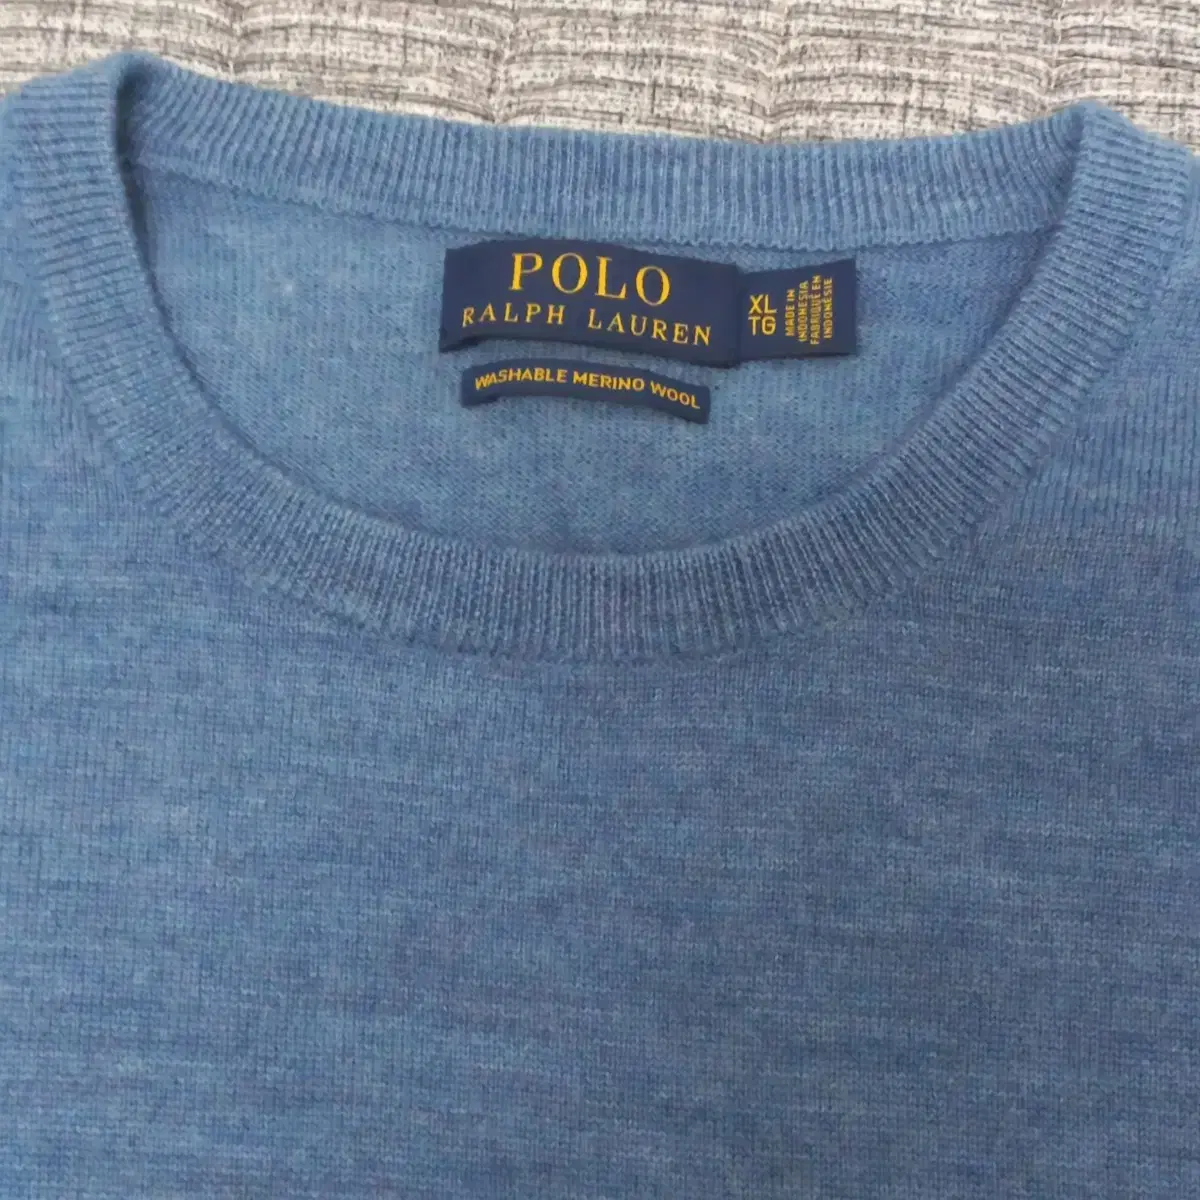 POLO
RALPH LAUREN
WASHABLE MERINO WOOL
XL
TG
MADE IN
INDONESIA
FABRIQUÉ EN
INDONÉSIE